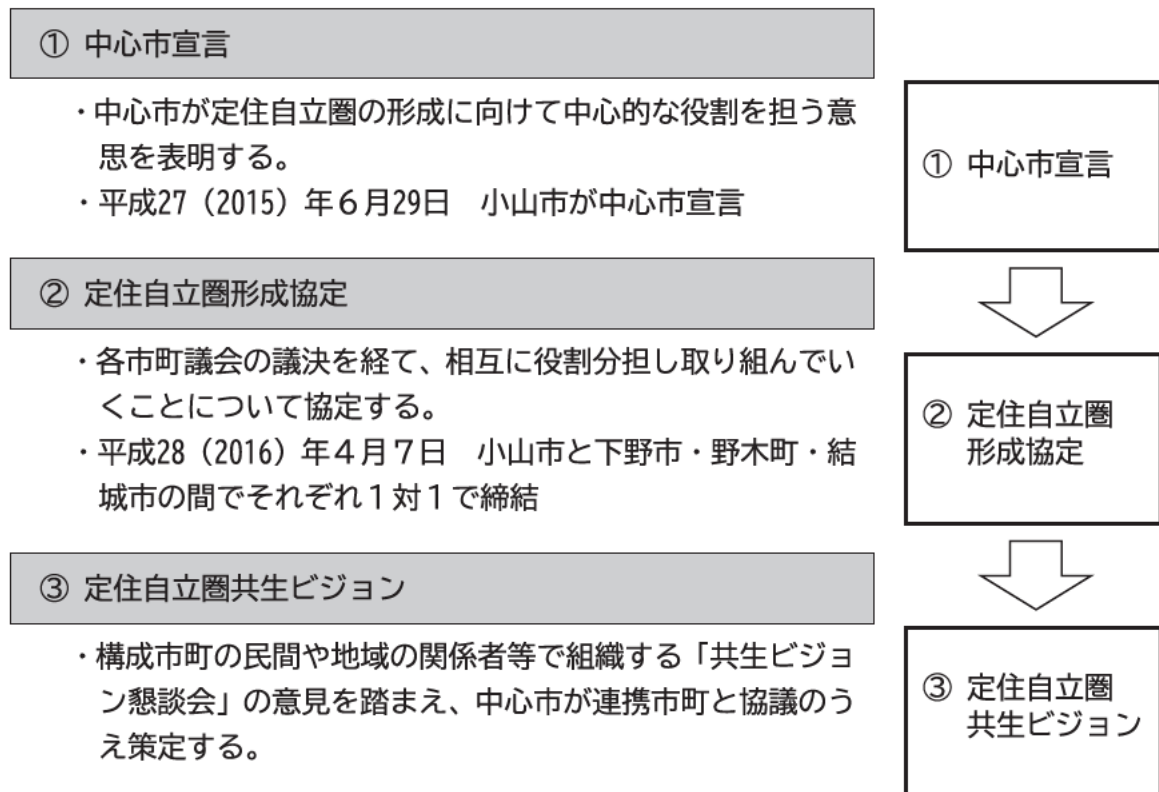 ① 中心市宣言
・中心市が定住自立圏の形成に向けて中心的な役割を担う意
思を表明する。
・平成27（2015）年６月29日　小山市が中心市宣言
② 定住自立圏形成協定
・各市町議会の議決を経て、相互に役割分担し取り組んでい
くことについて協定する。
・平成28（2016）年４月７日　小山市と下野市・野木町・結
城市の間でそれぞれ１対１で締結
③ 定住自立圏共生ビジョン
・構成市町の民間や地域の関係者等で組織する「共生ビジョ
ン懇談会」の意見を踏まえ、中心市が連携市町と協議のう
え策定する。
① 中心市宣言
② 定住自立圏
形成協定
③ 定住自立圏
共生ビジョン